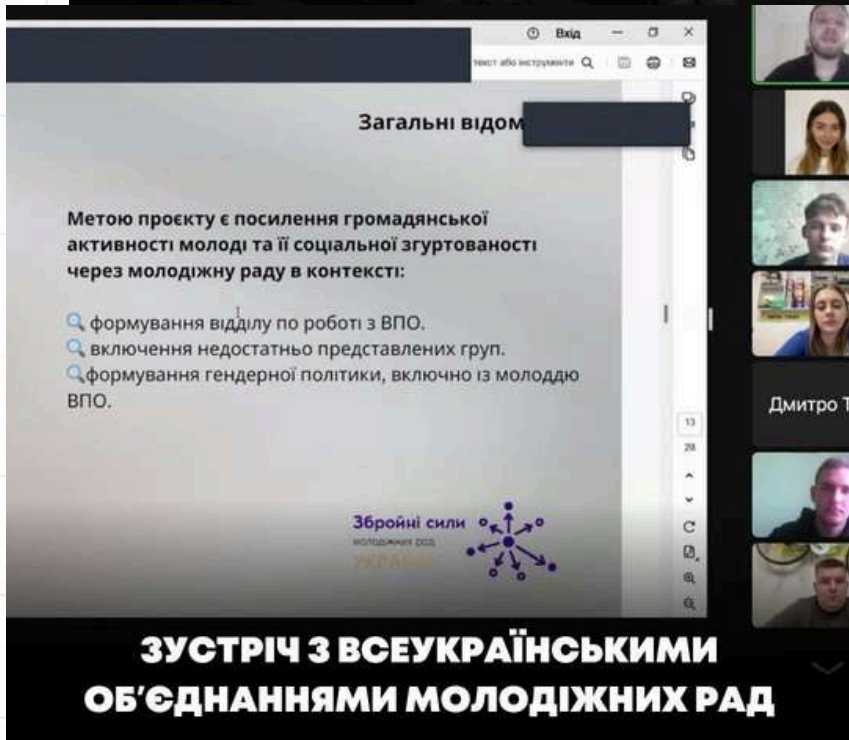 Вхід
текст або інструменти
Загальні відом
Метою проєкту є посилення громадянської
активності молоді та її соціальної згуртованості
через молодіжну раду в контексті:
формування відділу по роботі з ВПО.
включення недостатньо представлених груп.
формування гендерної політики, включно із молоддю
ВПО.
13
28
Дмитро Т
Збройні сили
молодіжних рад
УКРАЇН
ЗУСТРІЧ З ВСЕУКРАЇНСЬКИМИ
ОБ’ЄДНАННЯМИ МОЛОДІЖНИХ РАД